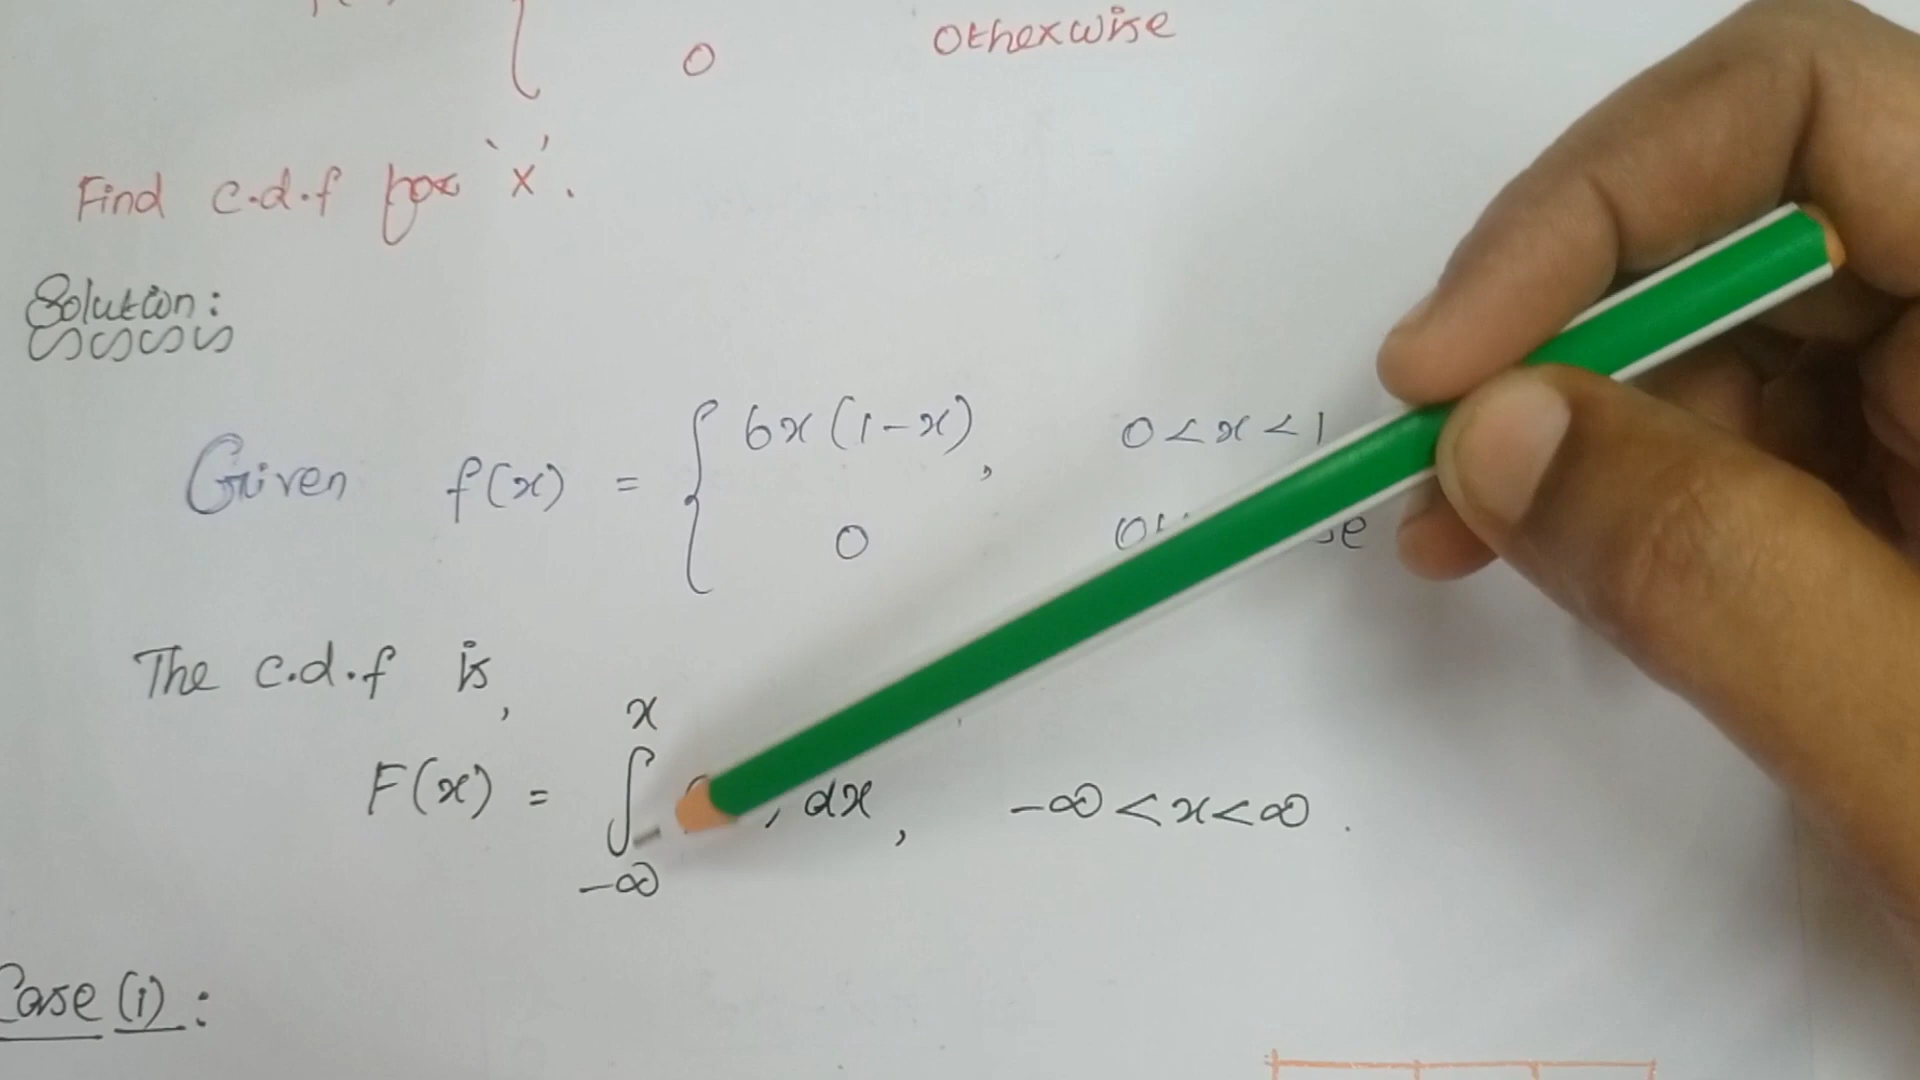 0 otherwise
Find c.d.f for 'x'.
Solution:
Given f(x) = { 6x(1-x), 0<x<1
0
The c.d.f is,
F(x) = ∫ dx, -∞<x<∞.
x
-∞
Case (i):